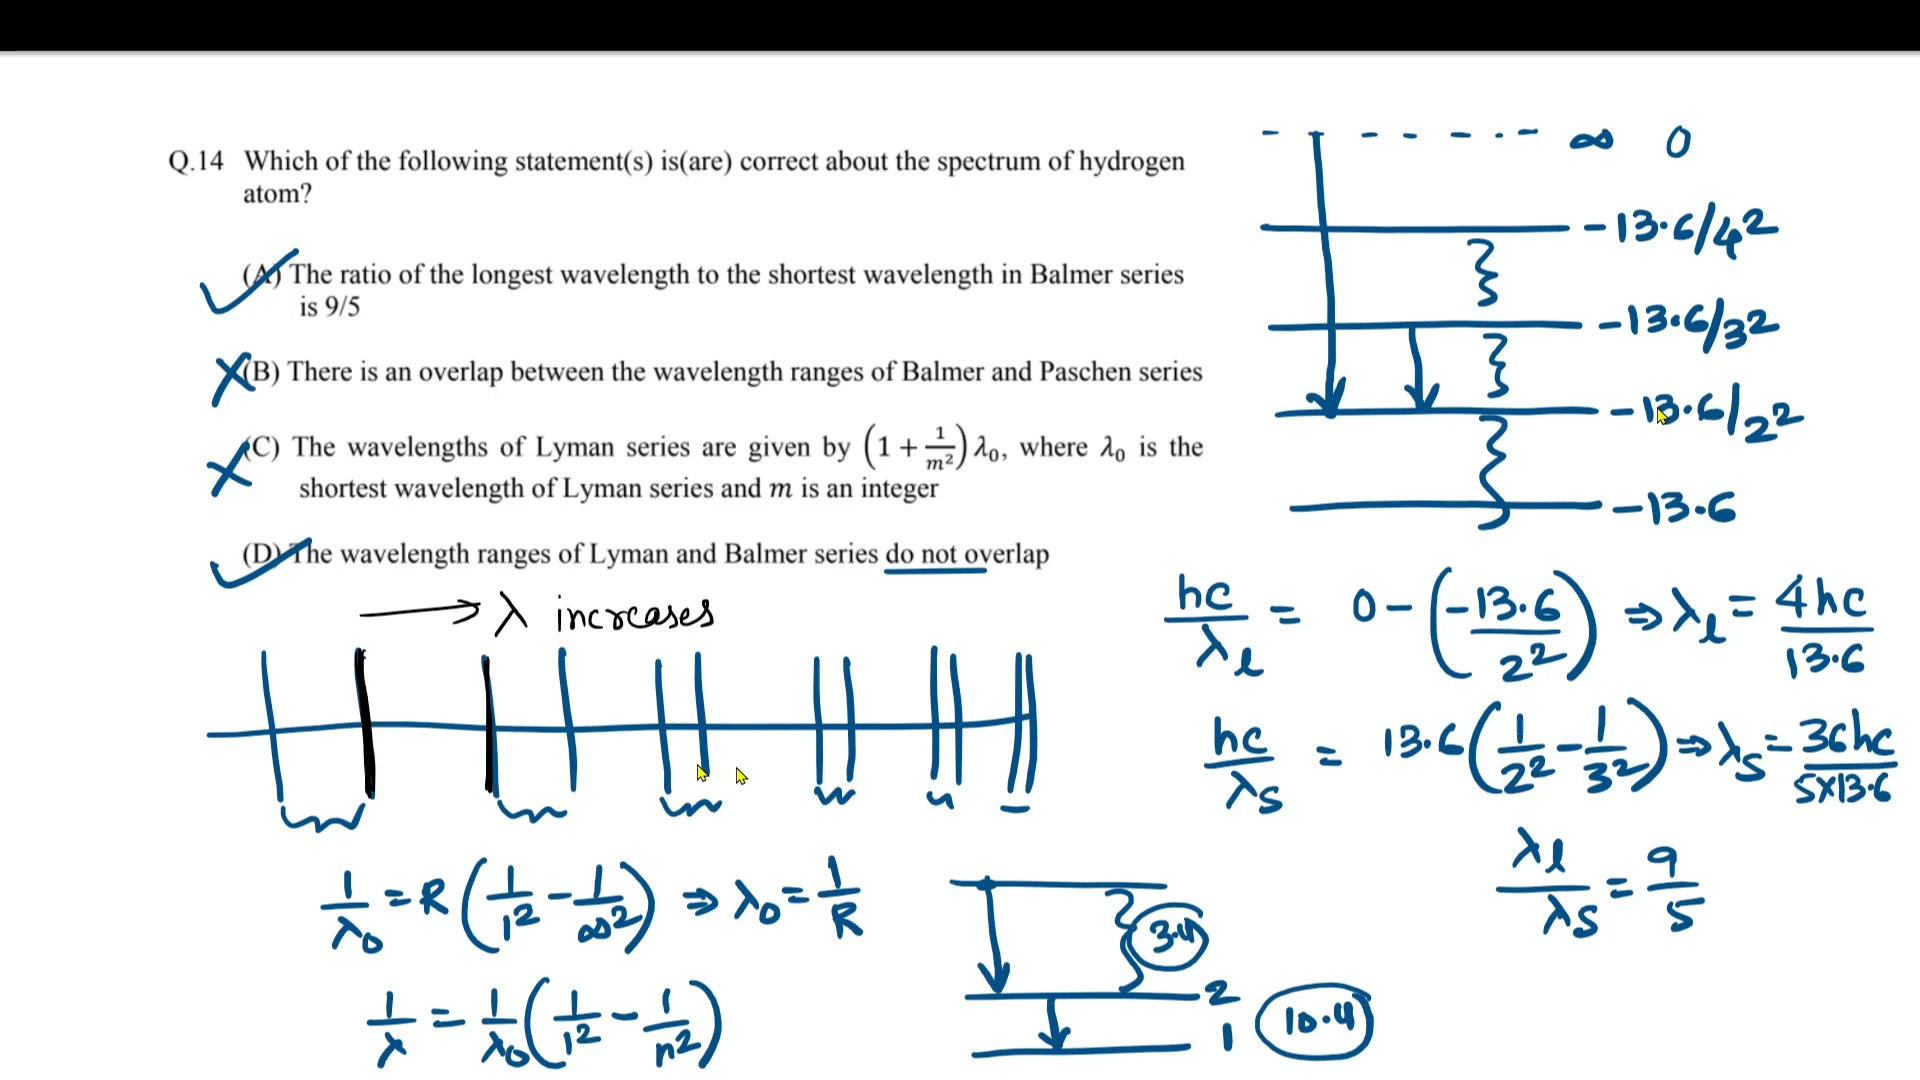 Q.14 Which of the following statement(s) is(are) correct about the spectrum of hydrogen
atom?
(A) The ratio of the longest wavelength to the shortest wavelength in Balmer series
is 9/5
(B) There is an overlap between the wavelength ranges of Balmer and Paschen series
(C) The wavelengths of Lyman series are given by (1 + 1/m²) λ₀, where λ₀ is the
shortest wavelength of Lyman series and m is an integer
(D) The wavelength ranges of Lyman and Balmer series do not overlap
→ λ increases
∞ 0
-13.6/4²
-13.6/3²
-13.6/2²
-13.6
hc/λl = 0 - (-13.6/2²) ⇒ λl = 4hc/13.6
hc/λs = 13.6 (1/2² - 1/3²) ⇒ λs = 36hc/5×13.6
λl/λs = 9/5
1/λ₀ = R (1/1² - 1/∞²) ⇒ λ₀ = 1/R
1/λ = 1/λ₀ (1/1² - 1/n²)
3.4
2
1
10.4